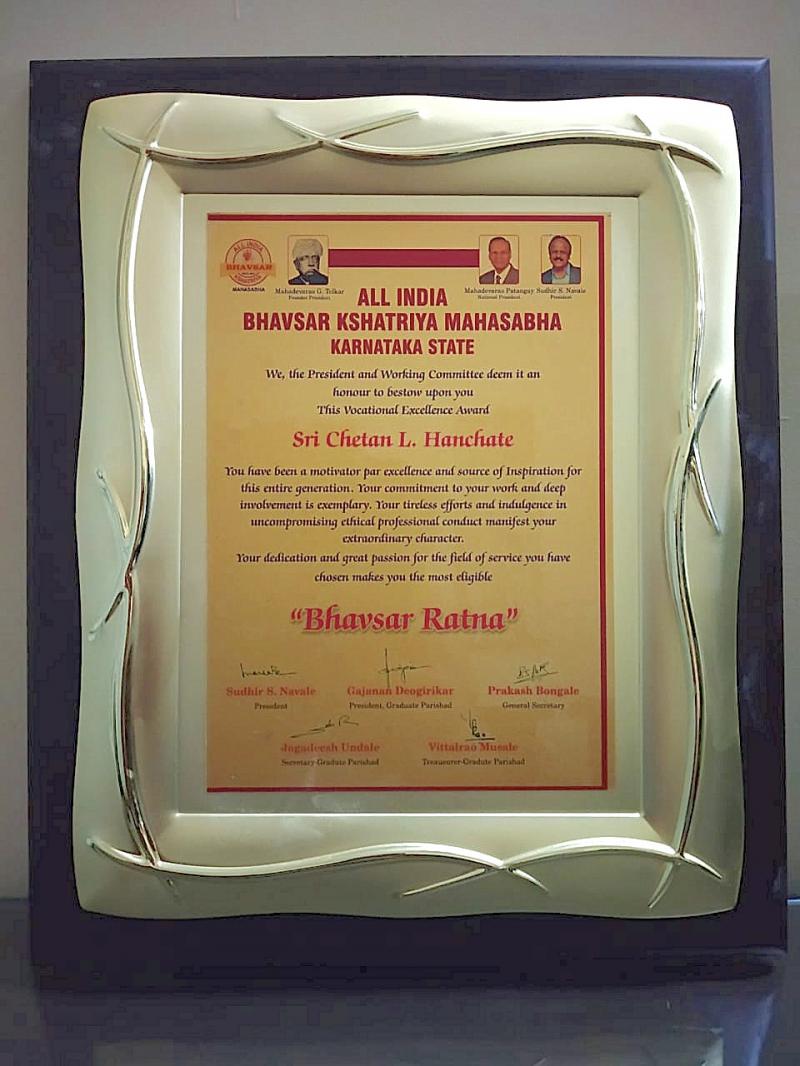 ALL INDIA
BHAVSAR
MAHASABHA
Mahadevarao G. Telkar
Founder President
Mahadevarao Patangay
National President
Sudhir S. Navale
President
ALL INDIA
BHAVSAR KSHATRIYA MAHASABHA
KARNATAKA STATE
We, the President and Working Committee deem it an
honour to bestow upon you
This Vocational Excellence Award
Sri Chetan L. Hanchate
You have been a motivator par excellence and source of Inspiration for
this entire generation. Your commitment to your work and deep
involvement is exemplary. Your tireless efforts and indulgence in
uncompromising ethical professional conduct manifest your
extraordinary character.
Your dedication and great passion for the field of service you have
chosen makes you the most eligible
“Bhavsar Ratna”
Sudhir S. Navale
President
Gajanan Deogirikar
President, Graduate Parishad
Prakash Bongale
General Secretary
Jagadeesh Undale
Secretary-Gradute Parishad
Vittalrao Musale
Treasuerer-Gradute Parishad